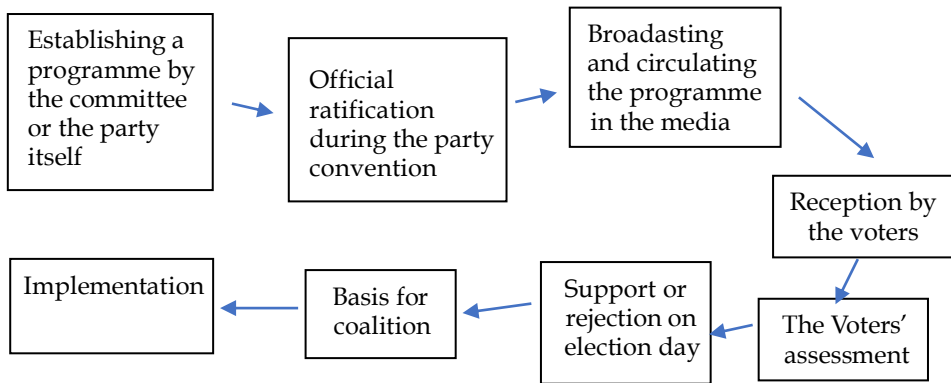 Establishing a
programme by
the committee
or the party
itself
Official
ratification
during the party
convention
Broadasting
and circulating
the programme
in the media
Reception by
the voters
The Voters’
assessment
Support or
rejection on
election day
Basis for
coalition
Implementation